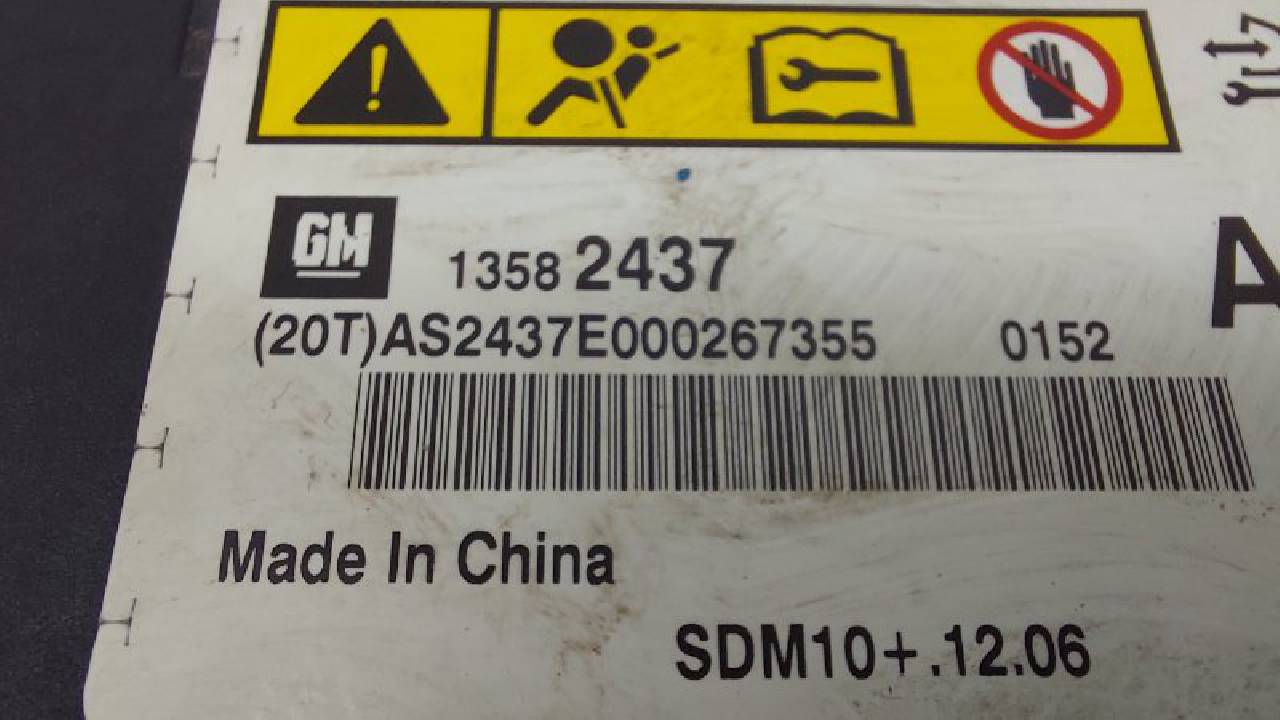 GM
1358 2437
(20T)AS2437E000267355 0152
A
Made In China
SDM10+.12.06